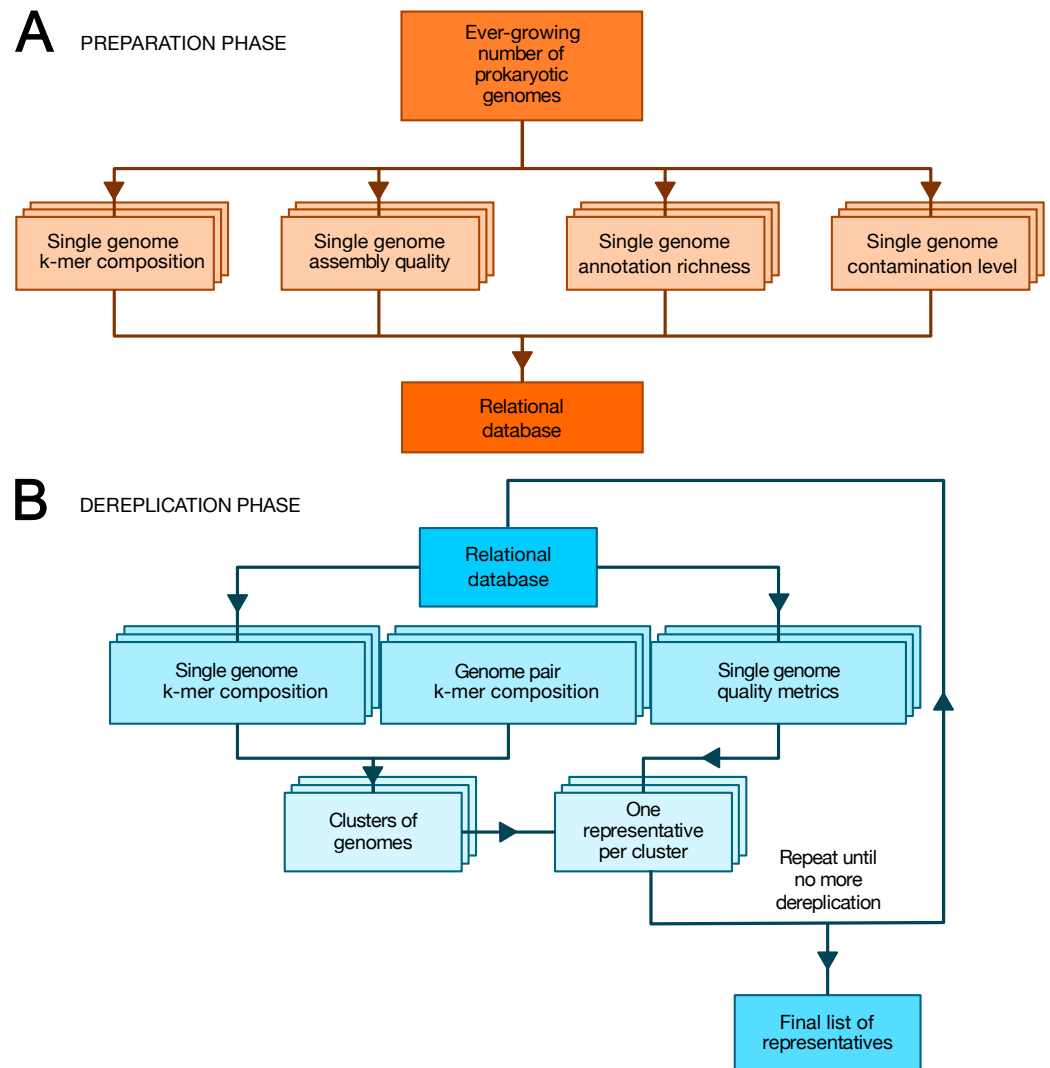 A PREPARATION PHASE
Ever-growing
number of
prokaryotic
genomes
Single genome
k-mer composition
Single genome
assembly quality
Single genome
annotation richness
Single genome
contamination level
Relational
database
B DEREPLICATION PHASE
Relational
database
Single genome
k-mer composition
Genome pair
k-mer composition
Single genome
quality metrics
Clusters of
genomes
One
representative
per cluster
Repeat until
no more
dereplication
Final list of
representatives